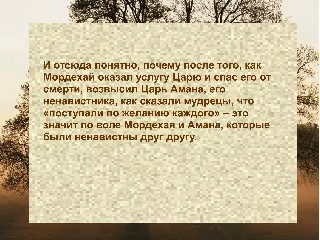 И отсюда понятно, почему после того, как
Мордехай оказал услугу Царю и спас его от
смерти, возвысил Царь Амана, его
ненавистника, как сказали мудрецы, что
«поступали по желанию каждого» – это
значит по воле Мордехая и Амана, которые
были ненавистны друг другу.